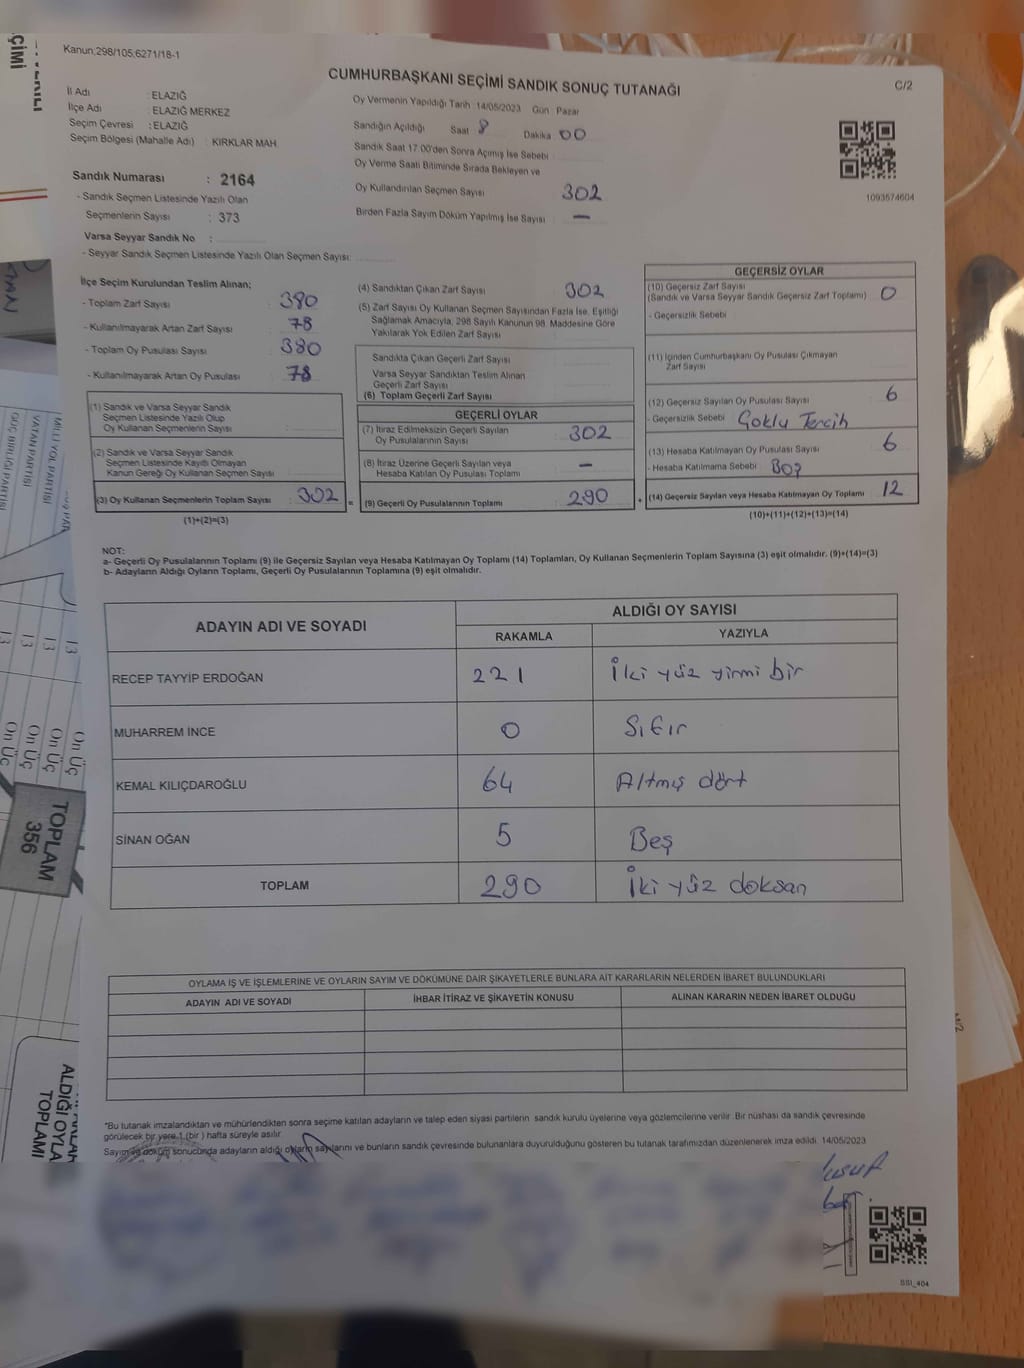 Kanun:298/105,6271/18-1
CUMHURBAŞKANI SEÇİMİ SANDIK SONUÇ TUTANAĞI
C/2
İl Adı : ELAZIĞ
İlçe Adı : ELAZIĞ MERKEZ
Seçim Çevresi : ELAZIĞ
Seçim Bölgesi (Mahalle Adı) : KIRKLAR MAH.
Sandık Numarası : 2164
- Sandık Seçmen Listesinde Yazılı Olan
Seçmenlerin Sayısı : 373
Varsa Seyyar Sandık No :
- Seyyar Sandık Seçmen Listesinde Yazılı Olan Seçmen Sayısı:
Oy Vermenin Yapıldığı Tarih :14/05/2023 Gün : Pazar
Sandığın Açıldığı Saat 8 Dakika 00
Sandık Saat 17.00'den Sonra Açımış İse Sebebi :
Oy Verme Saati Bitiminde Sırada Bekleyen ve
Oy Kullandırılan Seçmen Sayısı 302
Birden Fazla Sayım Döküm Yapılmış İse Sayısı : —
1093574604
İlçe Seçim Kurulundan Teslim Alınan;
- Toplam Zarf Sayısı : 380
- Kullanılmayarak Artan Zarf Sayısı : 78
- Toplam Oy Pusulası Sayısı : 380
- Kullanılmayarak Artan Oy Pusulası : 78
(1) Sandık ve Varsa Seyyar Sandık
Seçmen Listesinde Yazılı Olup
Oy Kullanan Seçmenlerin Sayısı :
(2) Sandık ve Varsa Seyyar Sandık
Seçmen Listesinde Kayıtlı Olmayan
Kanun Gereği Oy Kullanan Seçmen Sayısı :
(3) Oy Kullanan Seçmenlerin Toplam Sayısı : 302 =
(1)+(2)=(3)
(4) Sandıktan Çıkan Zarf Sayısı : 302
(5) Zarf Sayısı Oy Kullanan Seçmen Sayısından Fazla İse, Eşitliği
Sağlamak Amacıyla, 298 Sayılı Kanunun 98. Maddesine Göre
Yakılarak Yok Edilen Zarf Sayısı :
Sandıkta Çıkan Geçerli Zarf Sayısı :
Varsa Seyyar Sandıktan Teslim Alınan
Geçerli Zarf Sayısı :
(6) Toplam Geçerli Zarf Sayısı :
GEÇERLİ OYLAR
(7) İtiraz Edilmeksizin Geçerli Sayılan
Oy Pusulalarının Sayısı : 302
(8) İtiraz Üzerine Geçerli Sayılan veya
Hesaba Katılan Oy Pusulası Toplamı : —
(9) Geçerli Oy Pusulalarının Toplamı : 290 +
GEÇERSİZ OYLAR
(10) Geçersiz Zarf Sayısı
(Sandık ve Varsa Seyyar Sandık Geçersiz Zarf Toplamı) : 0
- Geçersizlik Sebebi :
(11) İçinden Cumhurbaşkanı Oy Pusulası Çıkmayan
Zarf Sayısı
(12) Geçersiz Sayılan Oy Pusulası Sayısı : 6
- Geçersizlik Sebebi : Çoklu Tercih
(13) Hesaba Katılmayan Oy Pusulası Sayısı : 6
- Hesaba Katılmama Sebebi : Boş
(14) Geçersiz Sayılan veya Hesaba Katılmayan Oy Toplamı : 12
(10)+(11)+(12)+(13)=(14)
NOT:
a- Geçerli Oy Pusulalarının Toplamı (9) ile Geçersiz Sayılan veya Hesaba Katılmayan Oy Toplamı (14) Toplamları, Oy Kullanan Seçmenlerin Toplam Sayısına (3) eşit olmalıdır. (9)+(14)=(3)
b- Adayların Aldığı Oyların Toplamı, Geçerli Oy Pusulalarının Toplamına (9) eşit olmalıdır.
ADAYIN ADI VE SOYADI
ALDIĞI OY SAYISI
RAKAMLA YAZIYLA
RECEP TAYYİP ERDOĞAN 221 İki yüz yirmi bir
MUHARREM İNCE 0 Sıfır
KEMAL KILIÇDAROĞLU 64 Altmış dört
SİNAN OĞAN 5 Beş
TOPLAM 290 İki yüz doksan
OYLAMA İŞ VE İŞLEMLERİNE VE OYLARIN SAYIM VE DÖKÜMÜNE DAİR ŞİKAYETLERLE BUNLARA AİT KARARLARIN NELERDEN İBARET BULUNDUKLARI
ADAYIN ADI VE SOYADI İHBAR İTİRAZ VE ŞİKAYETİN KONUSU ALINAN KARARIN NEDEN İBARET OLDUĞU
*Bu tutanak imzalandıktan ve mühürlendikten sonra seçime katılan adayların ve talep eden siyasi partilerin sandık kurulu üyelerine veya gözlemcilerine verilir. Bir nüshası da sandık çevresinde
görülecek bir yere 1 (bir) hafta süreyle asılır.
Sayım ve döküm sonucunda adayların aldığı oyların sayılarını ve bunların sandık çevresinde bulunanlara duyurulduğunu gösteren bu tutanak tarafımızdan düzenlenerek imza edildi. 14/05/2023
Yusuf
SSİ_404
MİLLİ YOL PARTİSİ
VATAN PARTİSİ
GÜÇ BİRLİĞİ PARTİSİ
13
13
13
13
On Üç
On Üç
On Üç
On Üç
TOPLAM
356
ALDIĞI OYLA
TOPLAMI